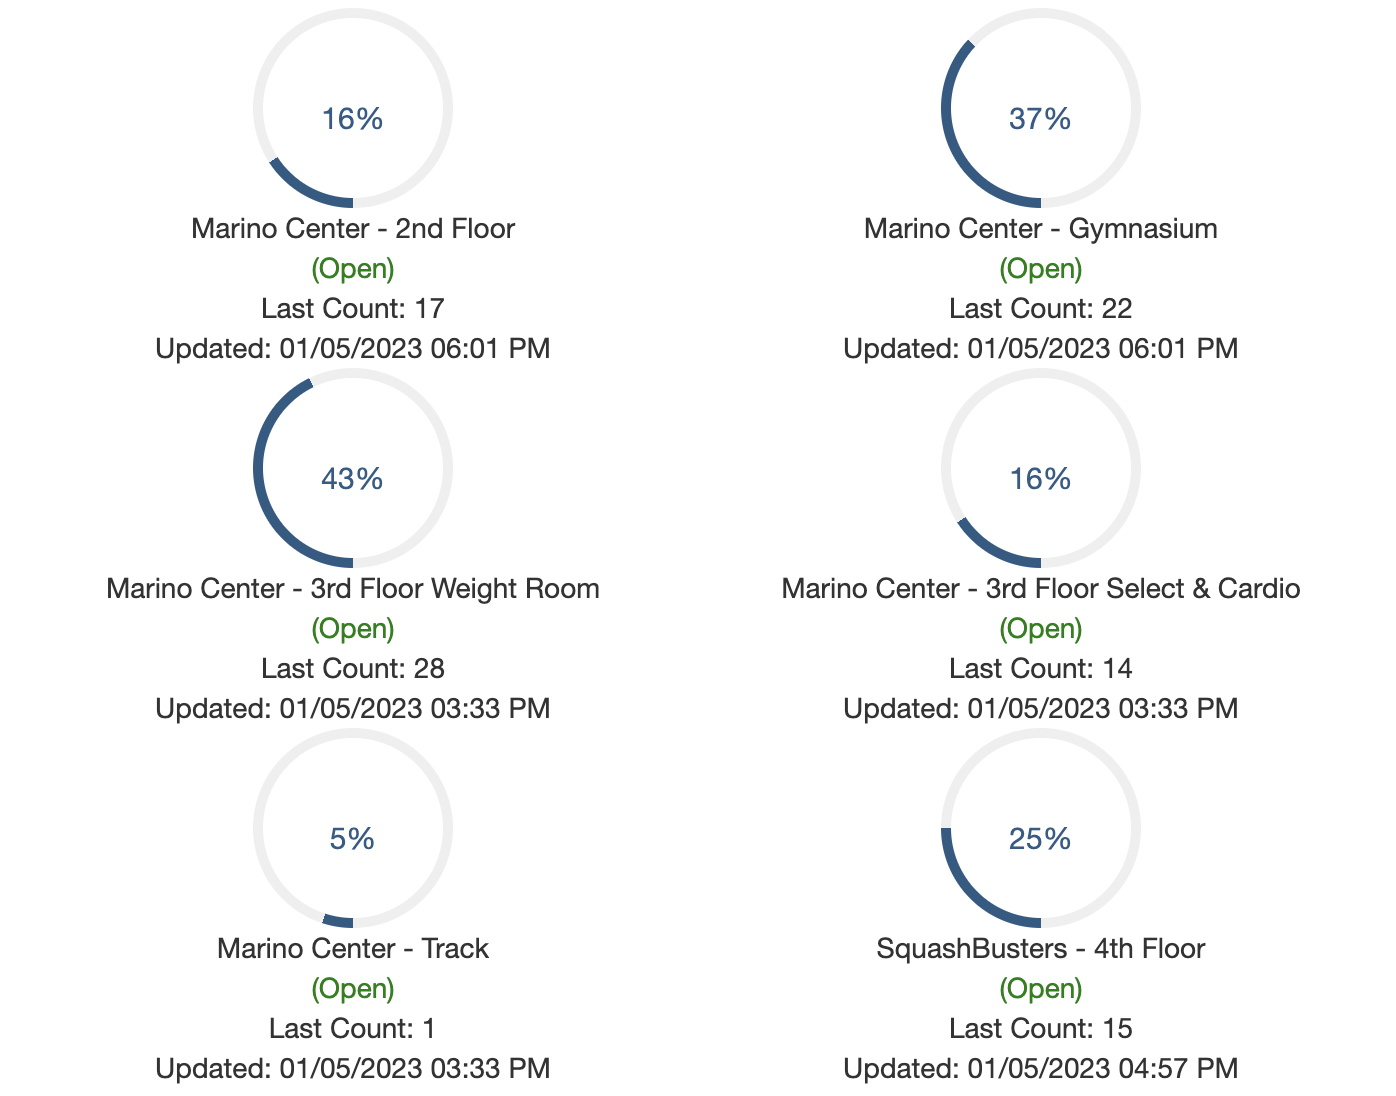 16%
Marino Center - 2nd Floor
(Open)
Last Count: 17
Updated: 01/05/2023 06:01 PM
37%
Marino Center - Gymnasium
(Open)
Last Count: 22
Updated: 01/05/2023 06:01 PM
43%
Marino Center - 3rd Floor Weight Room
(Open)
Last Count: 28
Updated: 01/05/2023 03:33 PM
16%
Marino Center - 3rd Floor Select & Cardio
(Open)
Last Count: 14
Updated: 01/05/2023 03:33 PM
5%
Marino Center - Track
(Open)
Last Count: 1
Updated: 01/05/2023 03:33 PM
25%
SquashBusters - 4th Floor
(Open)
Last Count: 15
Updated: 01/05/2023 04:57 PM